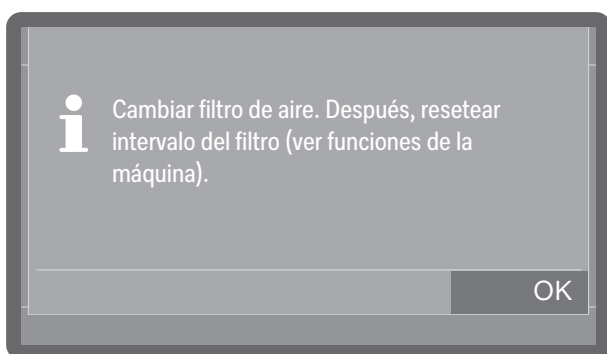 Cambiar filtro de aire. Después, resetear
intervalo del filtro (ver funciones de la
máquina).
OK